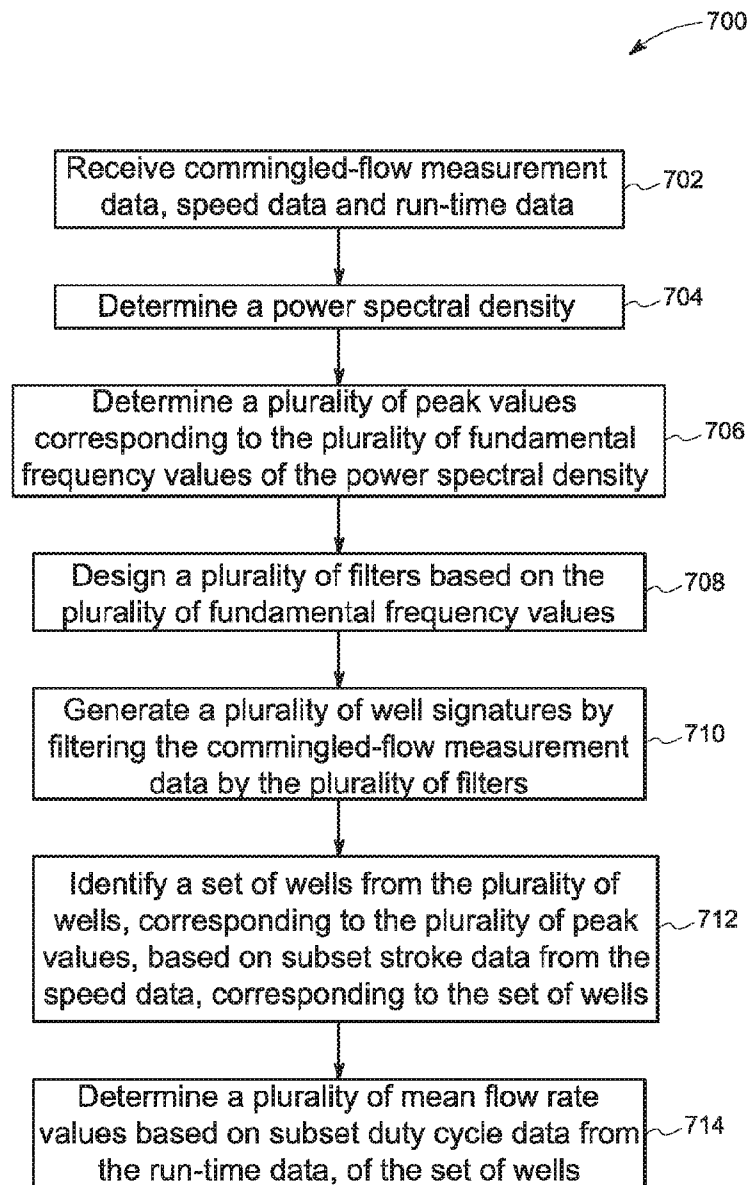 700
Receive commingled-flow measurement
data, speed data and run-time data
702
Determine a power spectral density
704
Determine a plurality of peak values
corresponding to the plurality of fundamental
frequency values of the power spectral density
706
Design a plurality of filters based on the
plurality of fundamental frequency values
708
Generate a plurality of well signatures by
filtering the commingled-flow measurement
data by the plurality of filters
710
Identify a set of wells from the plurality of
wells, corresponding to the plurality of peak
values, based on subset stroke data from the
speed data, corresponding to the set of wells
712
Determine a plurality of mean flow rate
values based on subset duty cycle data from
the run-time data, of the set of wells
714